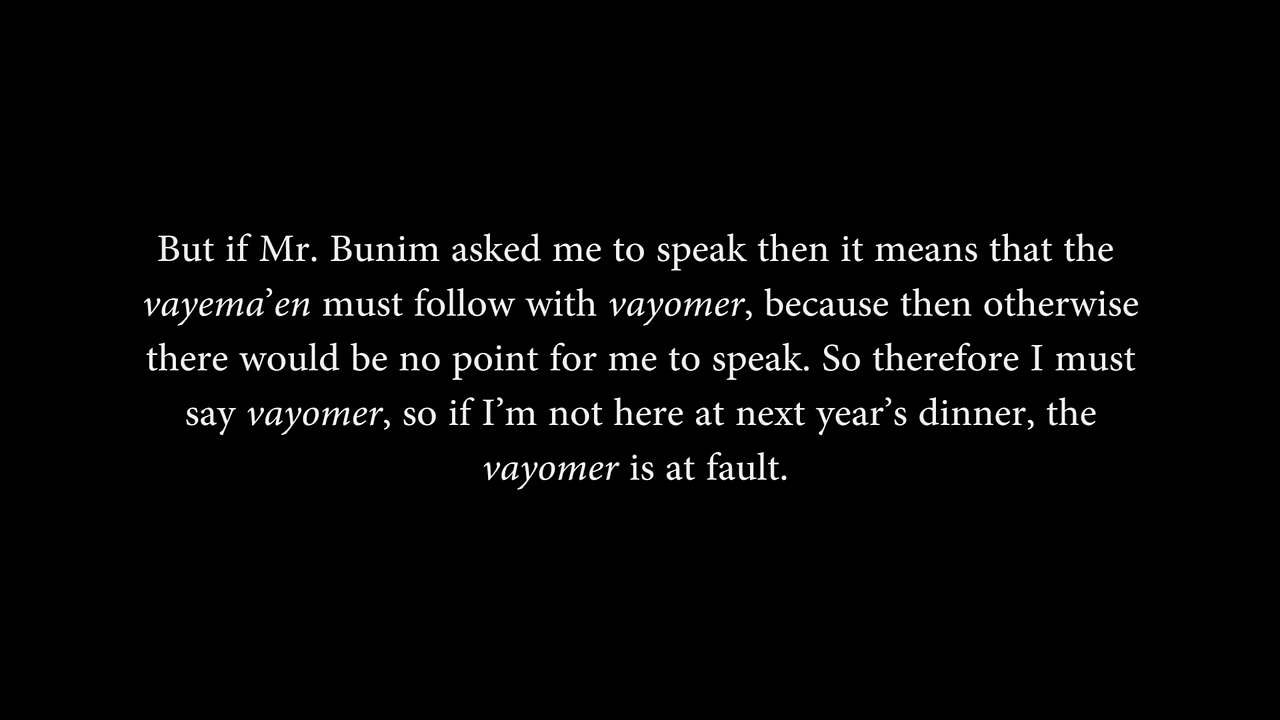 But if Mr. Bunim asked me to speak then it means that the
vayema’en must follow with vayomer, because then otherwise
there would be no point for me to speak. So therefore I must
say vayomer, so if I’m not here at next year’s dinner, the
vayomer is at fault.